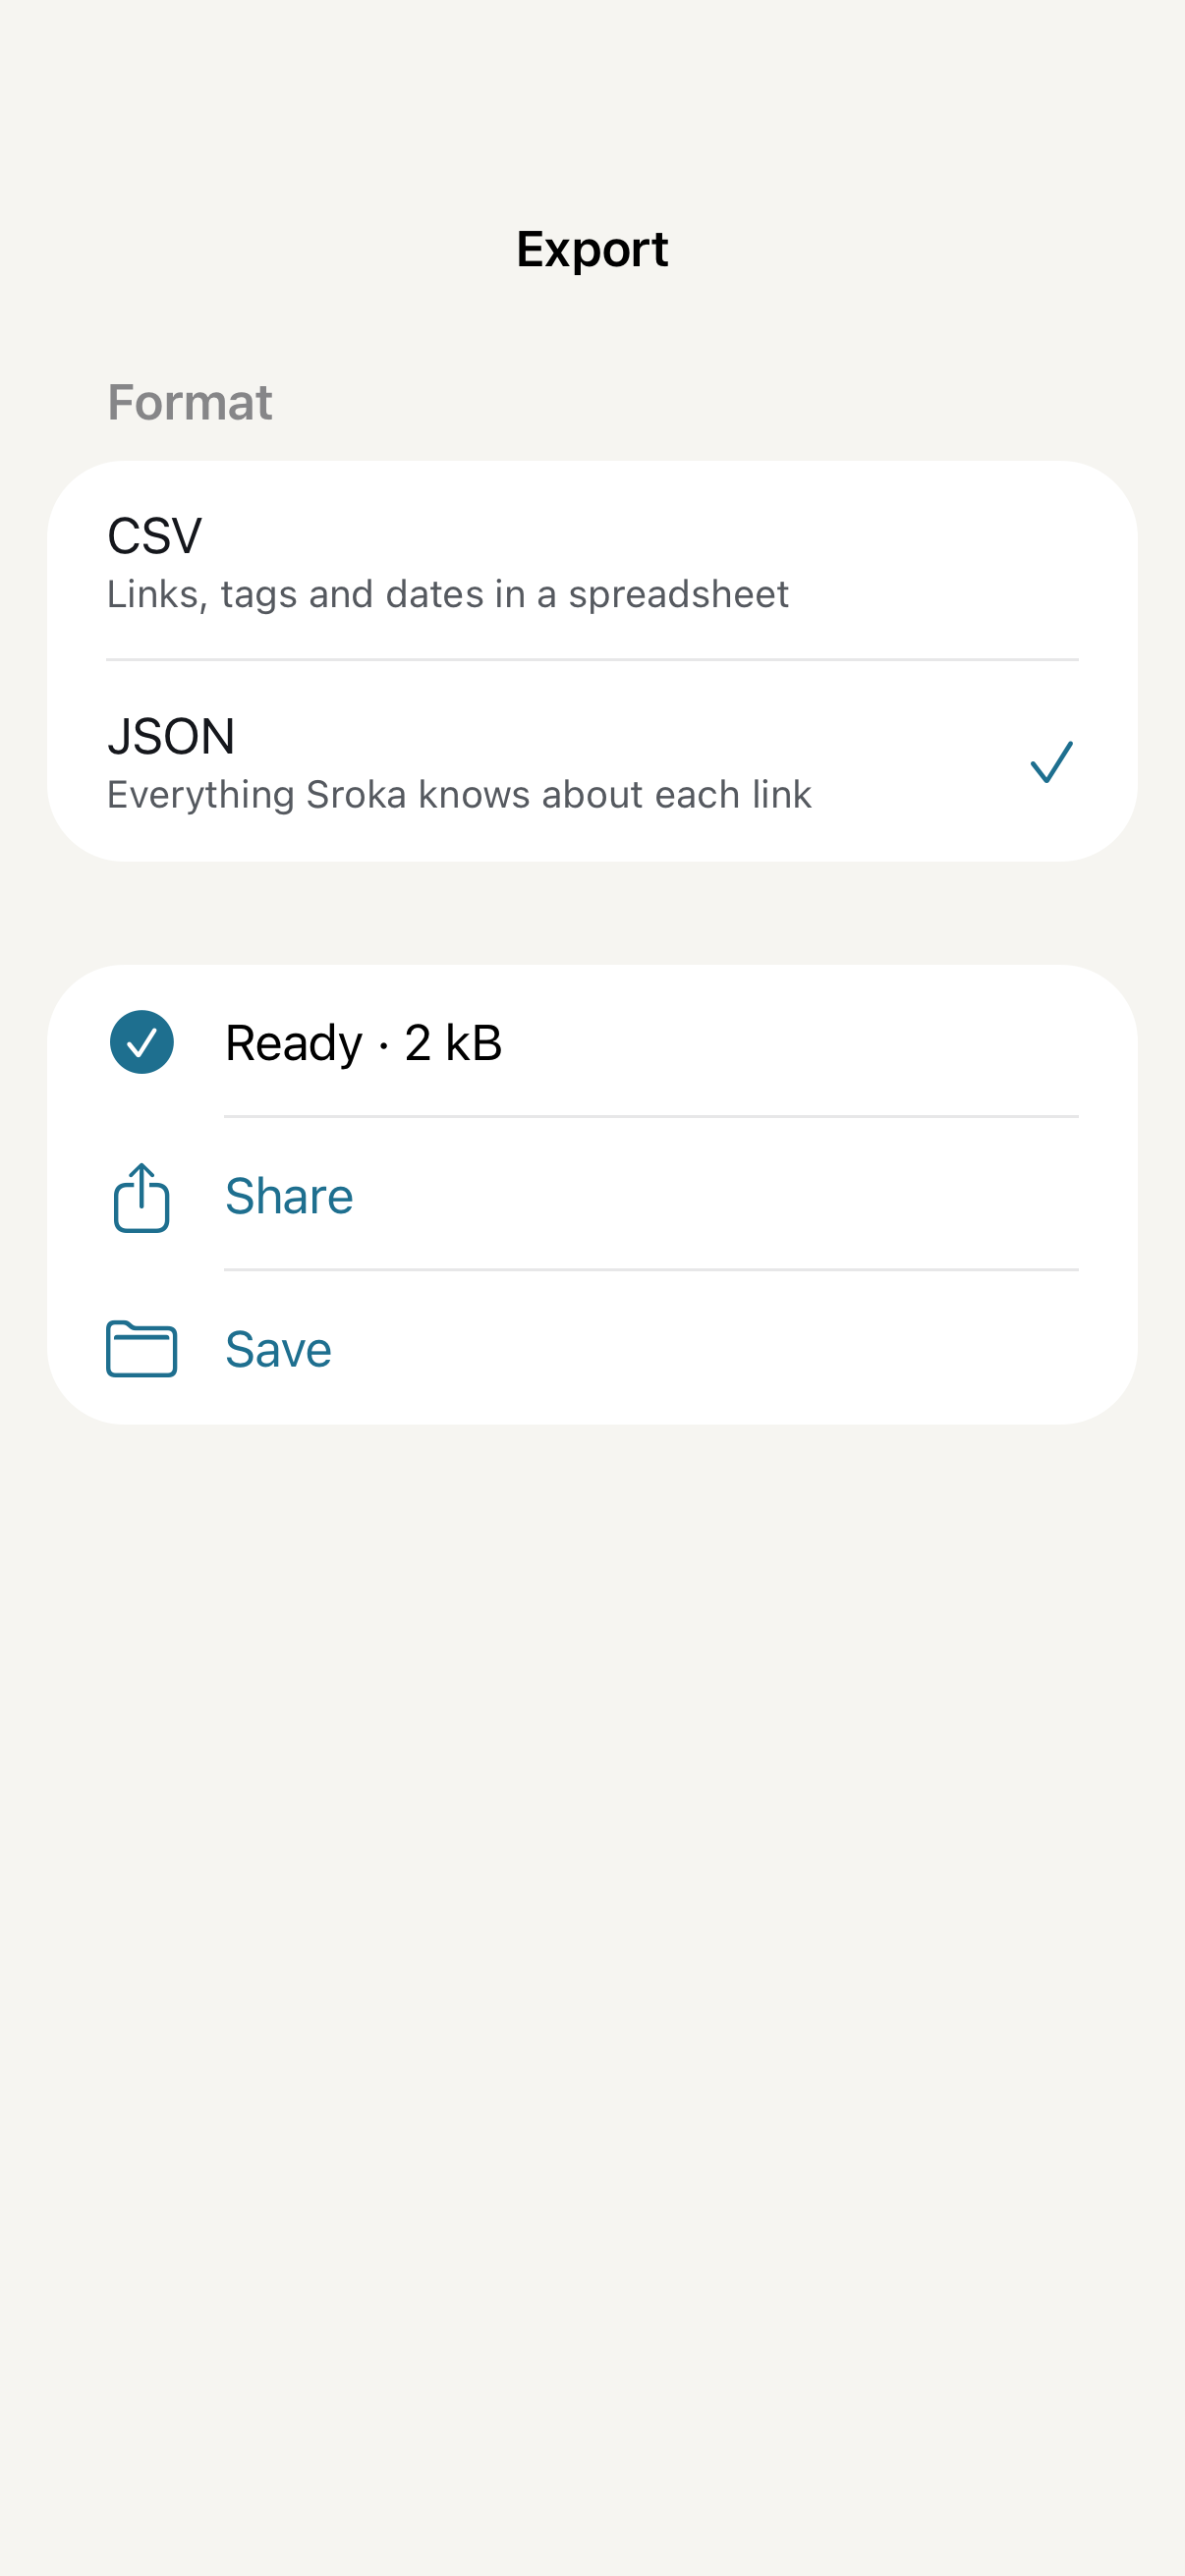 Export
Format
CSV
Links, tags and dates in a spreadsheet
JSON
Everything Sroka knows about each link
Ready · 2 kB
Share
Save